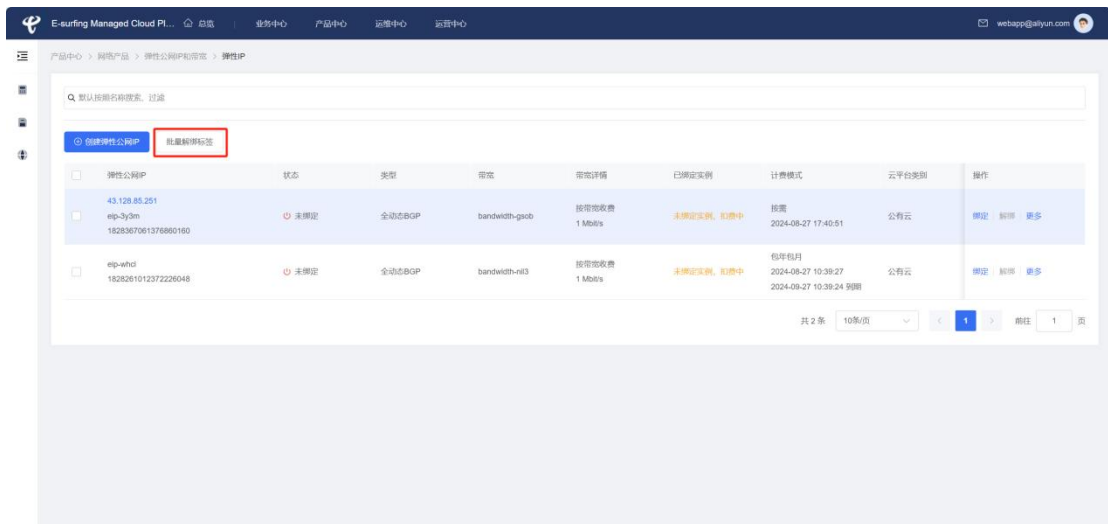 E-surfing Managed Cloud Pl... 总览 业务中心 产品中心 运维中心 运营中心 webapp@aliyun.com
产品中心 > 网络产品 > 弹性公网IP和带宽 > 弹性IP
默认按照名称搜索、过滤
创建弹性公网IP 批量解绑标签
弹性公网IP 状态 类型 带宽 带宽详情 已绑定实例 计费模式 云平台类别 操作
43.128.85.251
eip-3y3m
1828367061376860160
未绑定 全动态BGP bandwidth-gsob
按带宽收费
1 Mbit/s
未绑定实例，扣费中
按需
2024-08-27 17:40:51
公有云 绑定 解绑 更多
eip-whcl
1828261012372226048
未绑定 全动态BGP bandwidth-nll3
按带宽收费
1 Mbit/s
未绑定实例，扣费中
包年包月
2024-08-27 10:39:27
2024-09-27 10:39:24 到期
公有云 绑定 解绑 更多
共 2 条 10条/页 < 1 > 前往 1 页